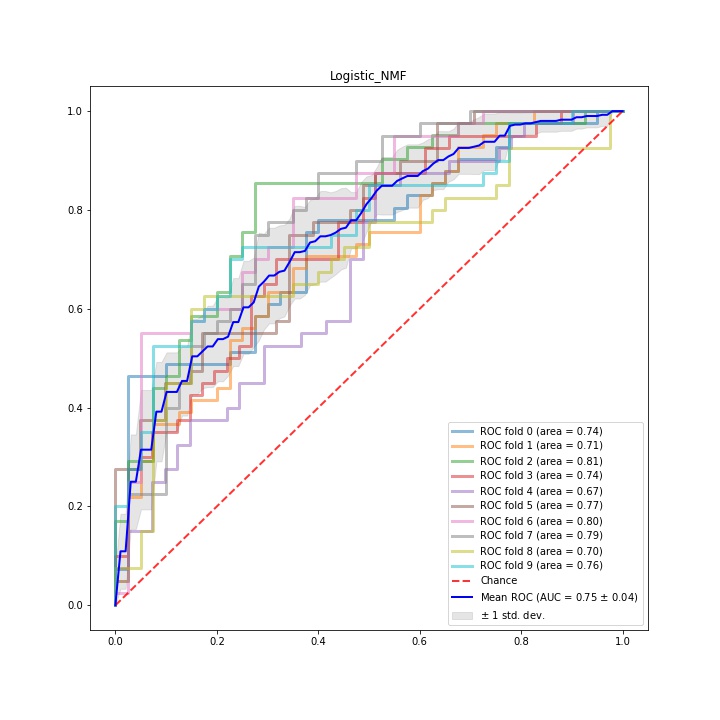 Logistic_NMF
1.0
0.8
0.6
0.4
0.2
0.0
ROC fold 0 (area = 0.74)
ROC fold 1 (area = 0.71)
ROC fold 2 (area = 0.81)
ROC fold 3 (area = 0.74)
ROC fold 4 (area = 0.67)
ROC fold 5 (area = 0.77)
ROC fold 6 (area = 0.80)
ROC fold 7 (area = 0.79)
ROC fold 8 (area = 0.70)
ROC fold 9 (area = 0.76)
Chance
Mean ROC (AUC = 0.75 ± 0.04)
± 1 std. dev.
0.0 0.2 0.4 0.6 0.8 1.0